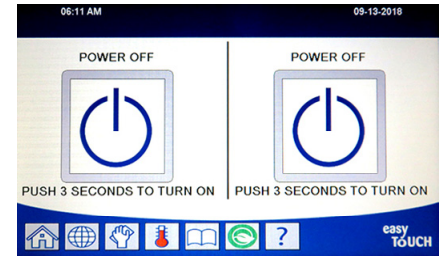 06:11 AM 09-13-2018
POWER OFF POWER OFF
PUSH 3 SECONDS TO TURN ON PUSH 3 SECONDS TO TURN ON
?
easy
TOUCH